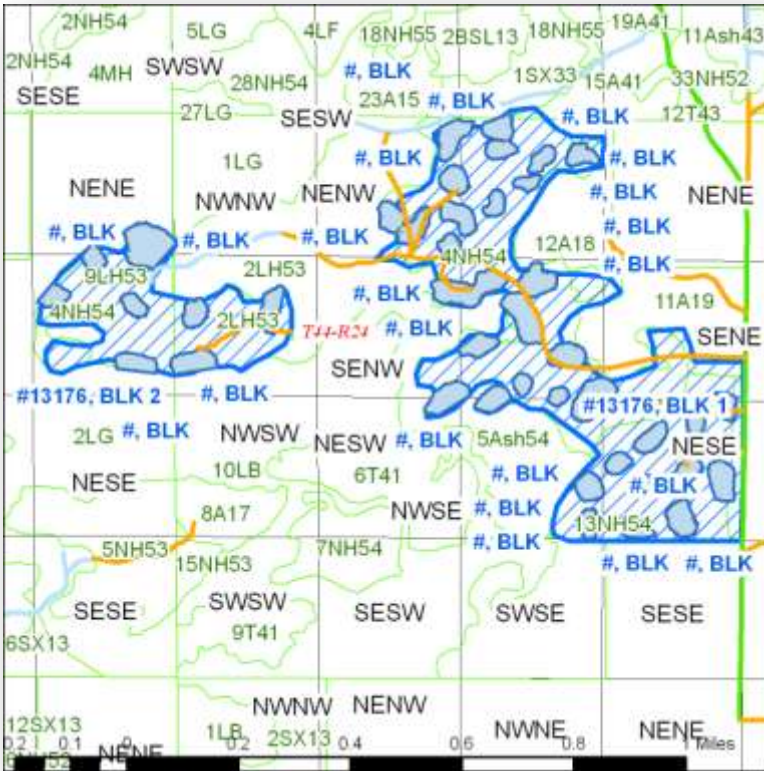 2NH54 5LG 4LF 18NH55 2BSL13 18NH55 19A41 11Ash43
2NH54 4MH SWSW 28NH54 #, BLK 1SX33 15A41 33NH52
SESE 27LG SESW 23A15 #, BLK #, BLK 12T43
1LG #, BLK #, BLK
NENE NWNW NENW #, BLK NENE
#, BLK #, BLK #, BLK #, BLK
9LH53 2LH53 4NH54 12A18 #, BLK
4NH54 2LH53 #, BLK 11A19
T44-R24 #, BLK SENE
SENW
#13176, BLK 2 #, BLK #13176, BLK 1
2LG #, BLK NWSW NESW #, BLK 5Ash54 NESE
NESE 10LB 6T41 #, BLK #, BLK
8A17 NWSE #, BLK
5NH53 7NH54 #, BLK 13NH54
15NH53 #, BLK #, BLK
SESE SWSW SESW SWSE SESE
6SX13 9T41
NWNW NENW
12SX13 1LB 2SX13 NWNE NENE
0.2 0.1 0 0.2 0.4 0.6 0.8 1 Miles
NENE